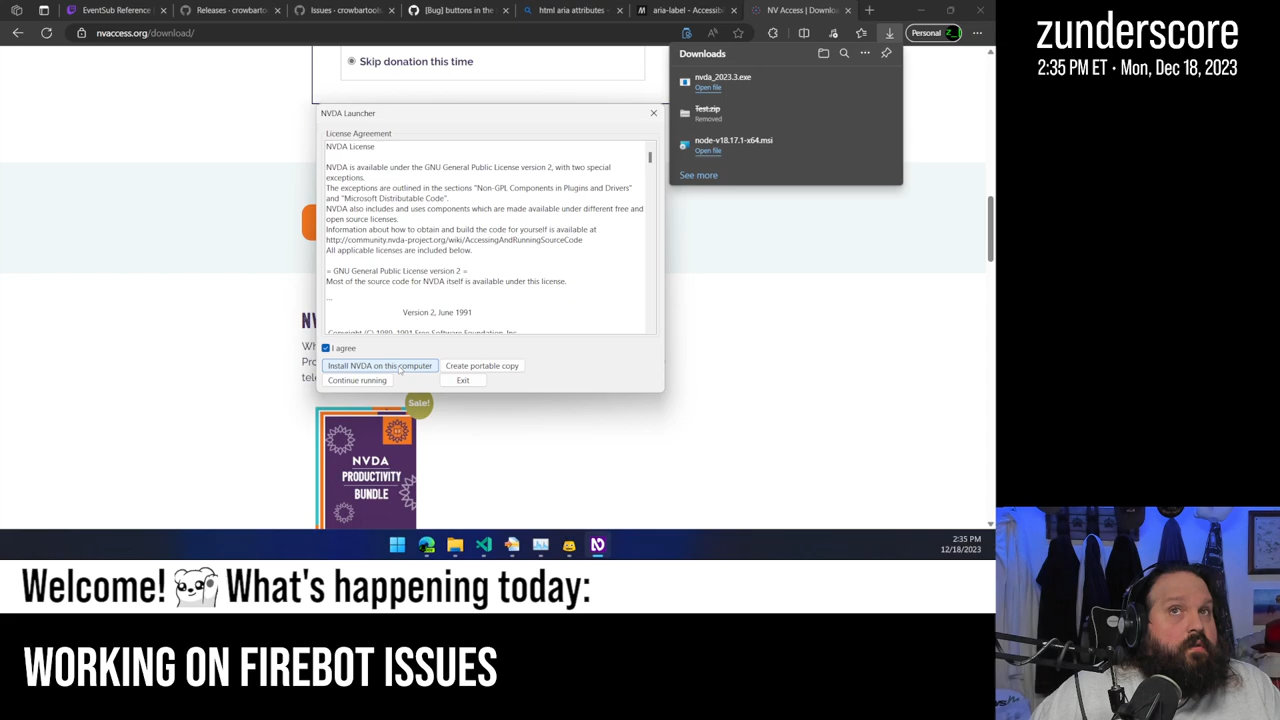 EventSub Reference
Releases - crowbartools
Issues - crowbartools
[Bug] buttons in the
html aria attributes -
aria-label - Accessibili
NV Access | Downloa
nvaccess.org/download/
Personal
zunderscore
2:35 PM ET · Mon, Dec 18, 2023
Skip donation this time
Downloads
nvda_2023.3.exe
Open file
Test.zip
Removed
node-v18.17.1-x64.msi
Open file
See more
NVDA Launcher
License Agreement
NVDA License
NVDA is available under the GNU General Public License version 2, with two special
exceptions.
The exceptions are outlined in the sections "Non-GPL Components in Plugins and Drivers"
and "Microsoft Distributable Code".
NVDA also includes and uses components which are made available under different free and
open source licenses.
Information about how to obtain and build the code for yourself is available at
http://community.nvda-project.org/wiki/AccessingAndRunningSourceCode
All applicable licenses are included below.
= GNU General Public License version 2 =
Most of the source code for NVDA itself is available under this license.
...
Version 2, June 1991
Copyright (C) 1989, 1991 Free Software Foundation, Inc.
I agree
Install NVDA on this computer
Create portable copy
Continue running
Exit
Sale!
NVDA
PRODUCTIVITY
BUNDLE
2:35 PM
12/18/2023
Welcome! What's happening today:
WORKING ON FIREBOT ISSUES